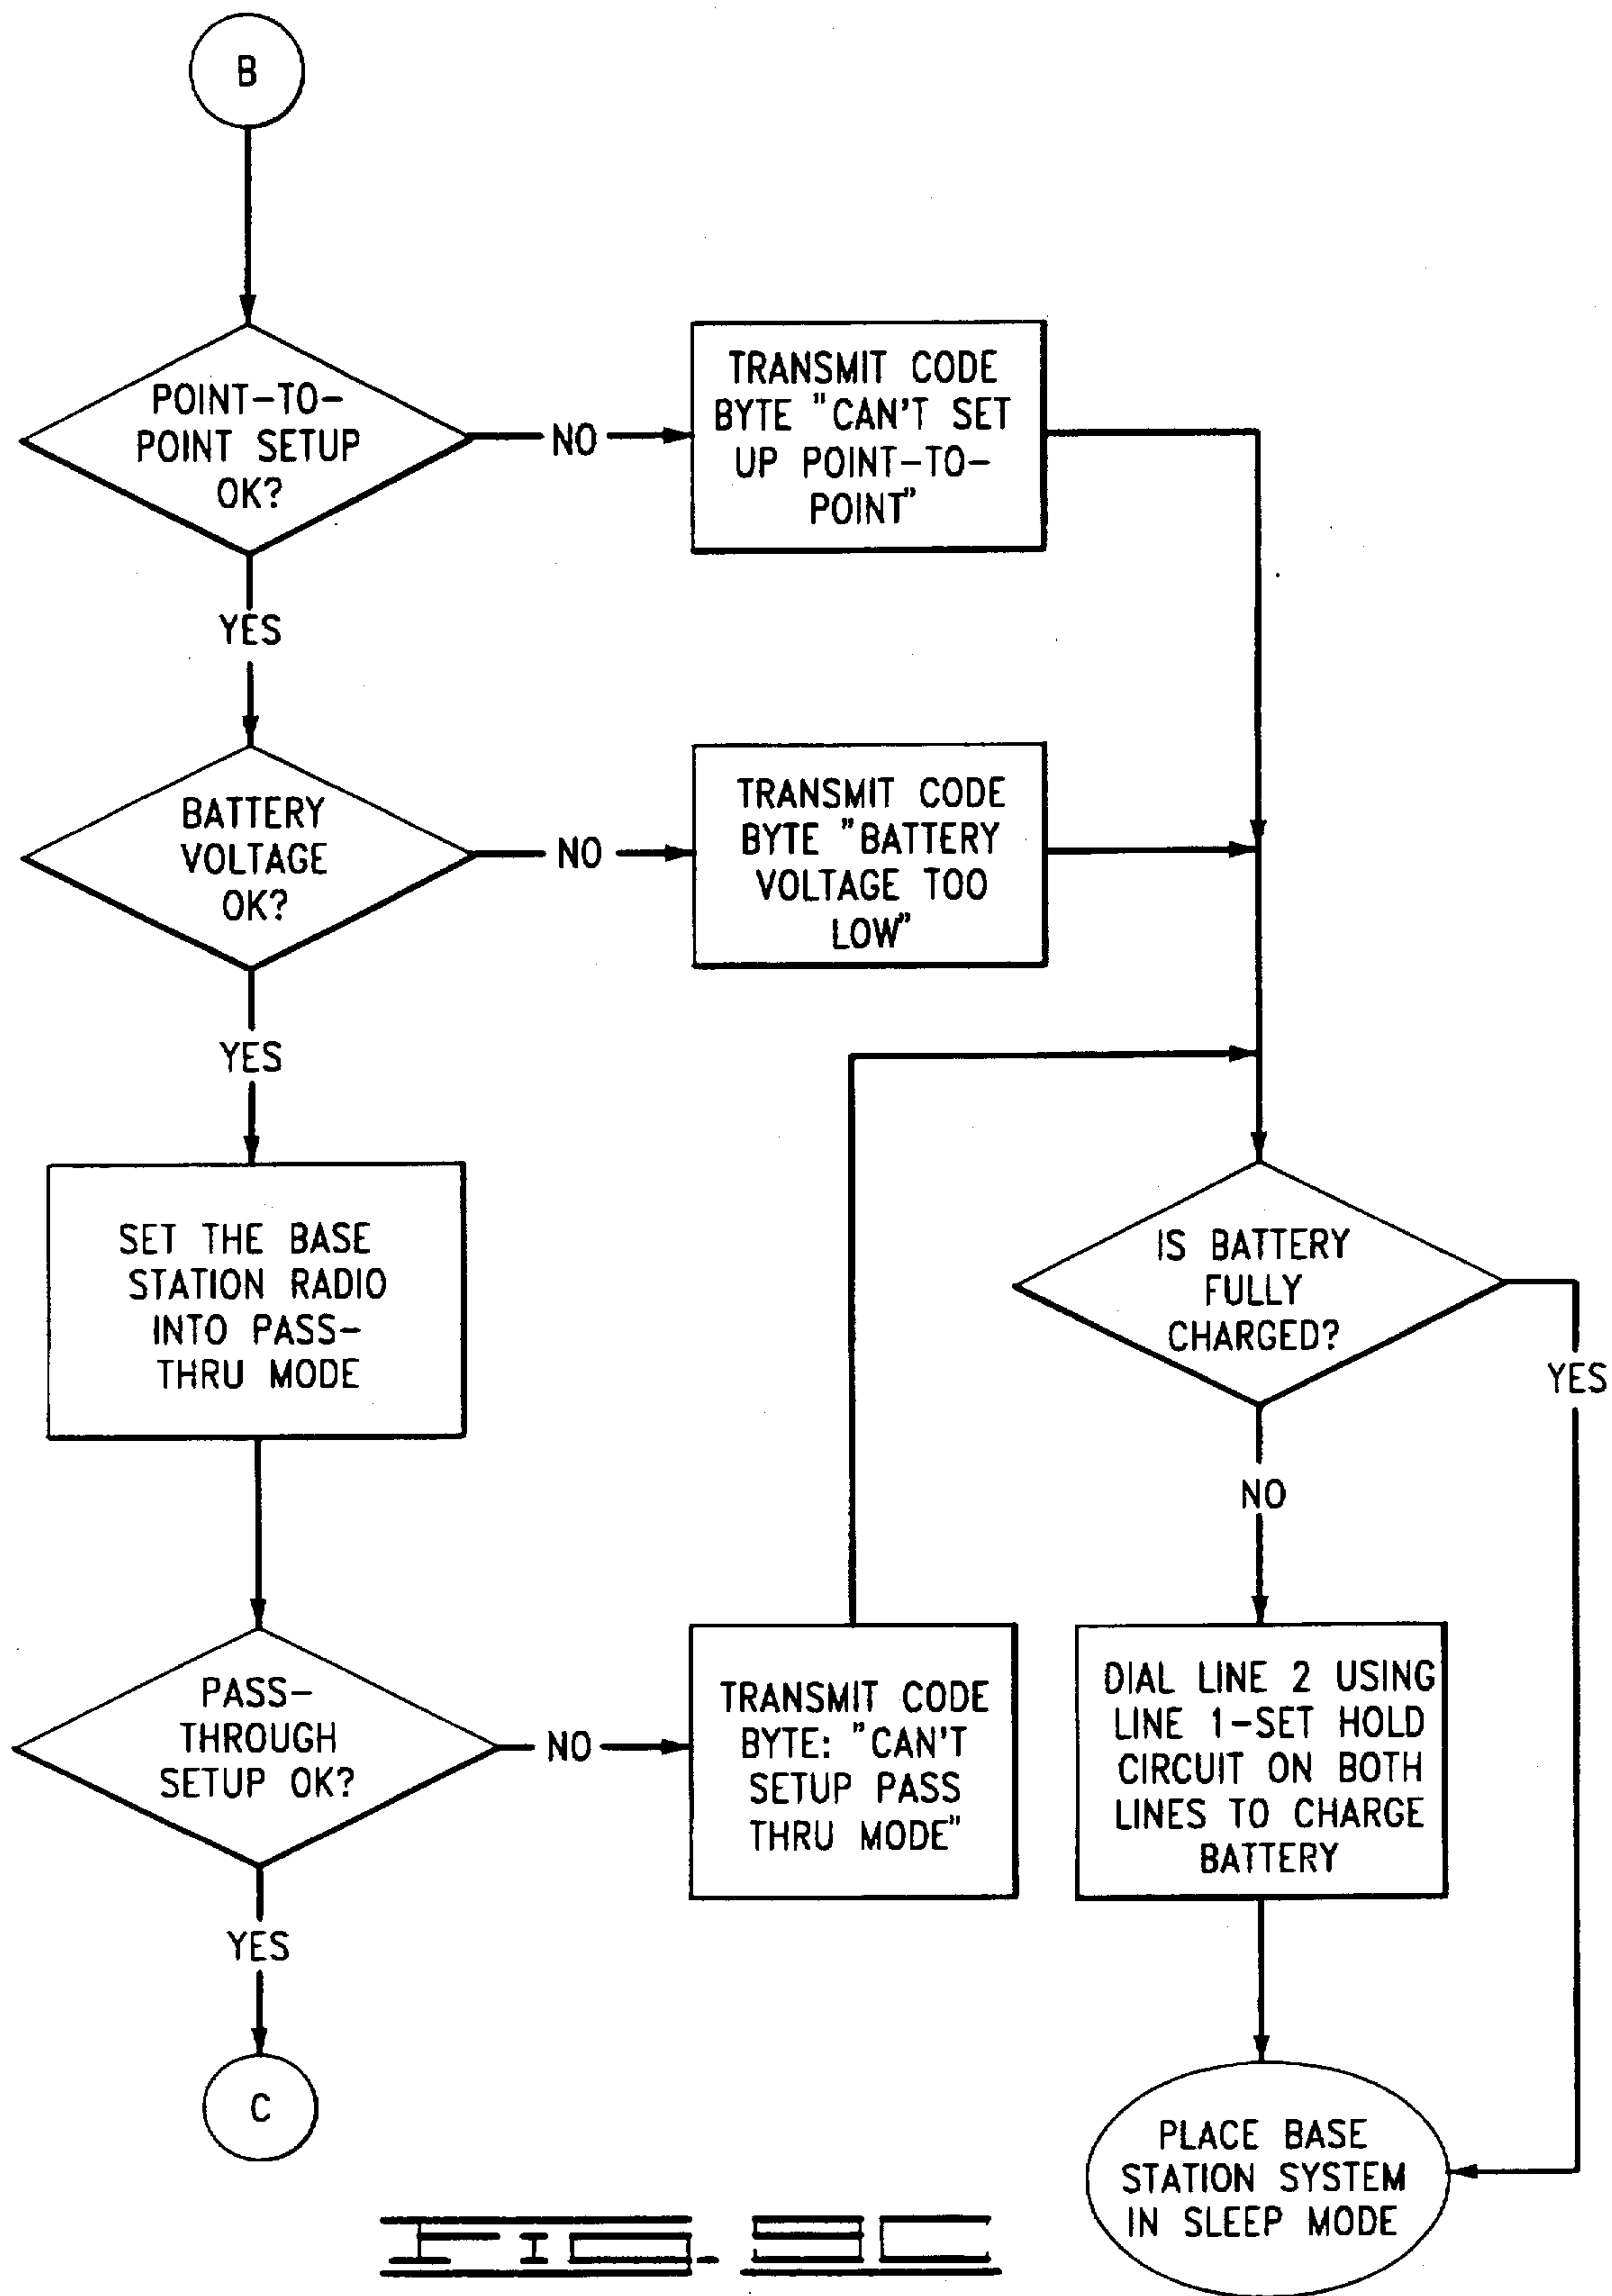 B
POINT-TO-
POINT SETUP
OK?
NO
TRANSMIT CODE
BYTE "CAN'T SET
UP POINT-TO-
POINT"
YES
BATTERY
VOLTAGE
OK?
NO
TRANSMIT CODE
BYTE "BATTERY
VOLTAGE TOO
LOW"
YES
SET THE BASE
STATION RADIO
INTO PASS-
THRU MODE
IS BATTERY
FULLY
CHARGED?
YES
NO
PASS-
THROUGH
SETUP OK?
NO
TRANSMIT CODE
BYTE: "CAN'T
SETUP PASS
THRU MODE"
DIAL LINE 2 USING
LINE 1-SET HOLD
CIRCUIT ON BOTH
LINES TO CHARGE
BATTERY
YES
C
PLACE BASE
STATION SYSTEM
IN SLEEP MODE